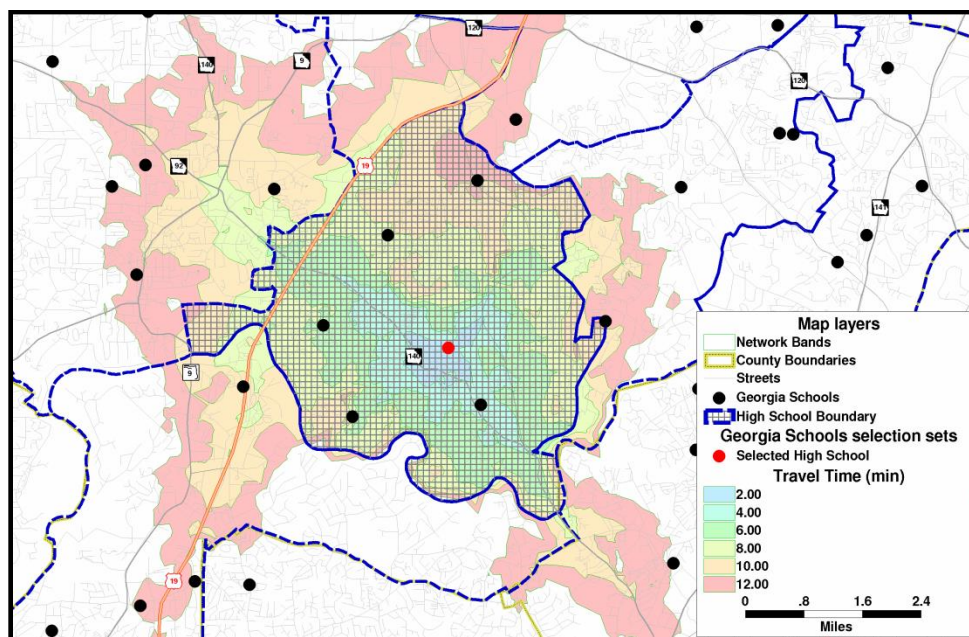 120
140
9
120
19
92
141
140
9
19
Map layers
Network Bands
County Boundaries
Streets
Georgia Schools
High School Boundary
Georgia Schools selection sets
Selected High School
Travel Time (min)
2.00
4.00
6.00
8.00
10.00
12.00
0 .8 1.6 2.4
Miles